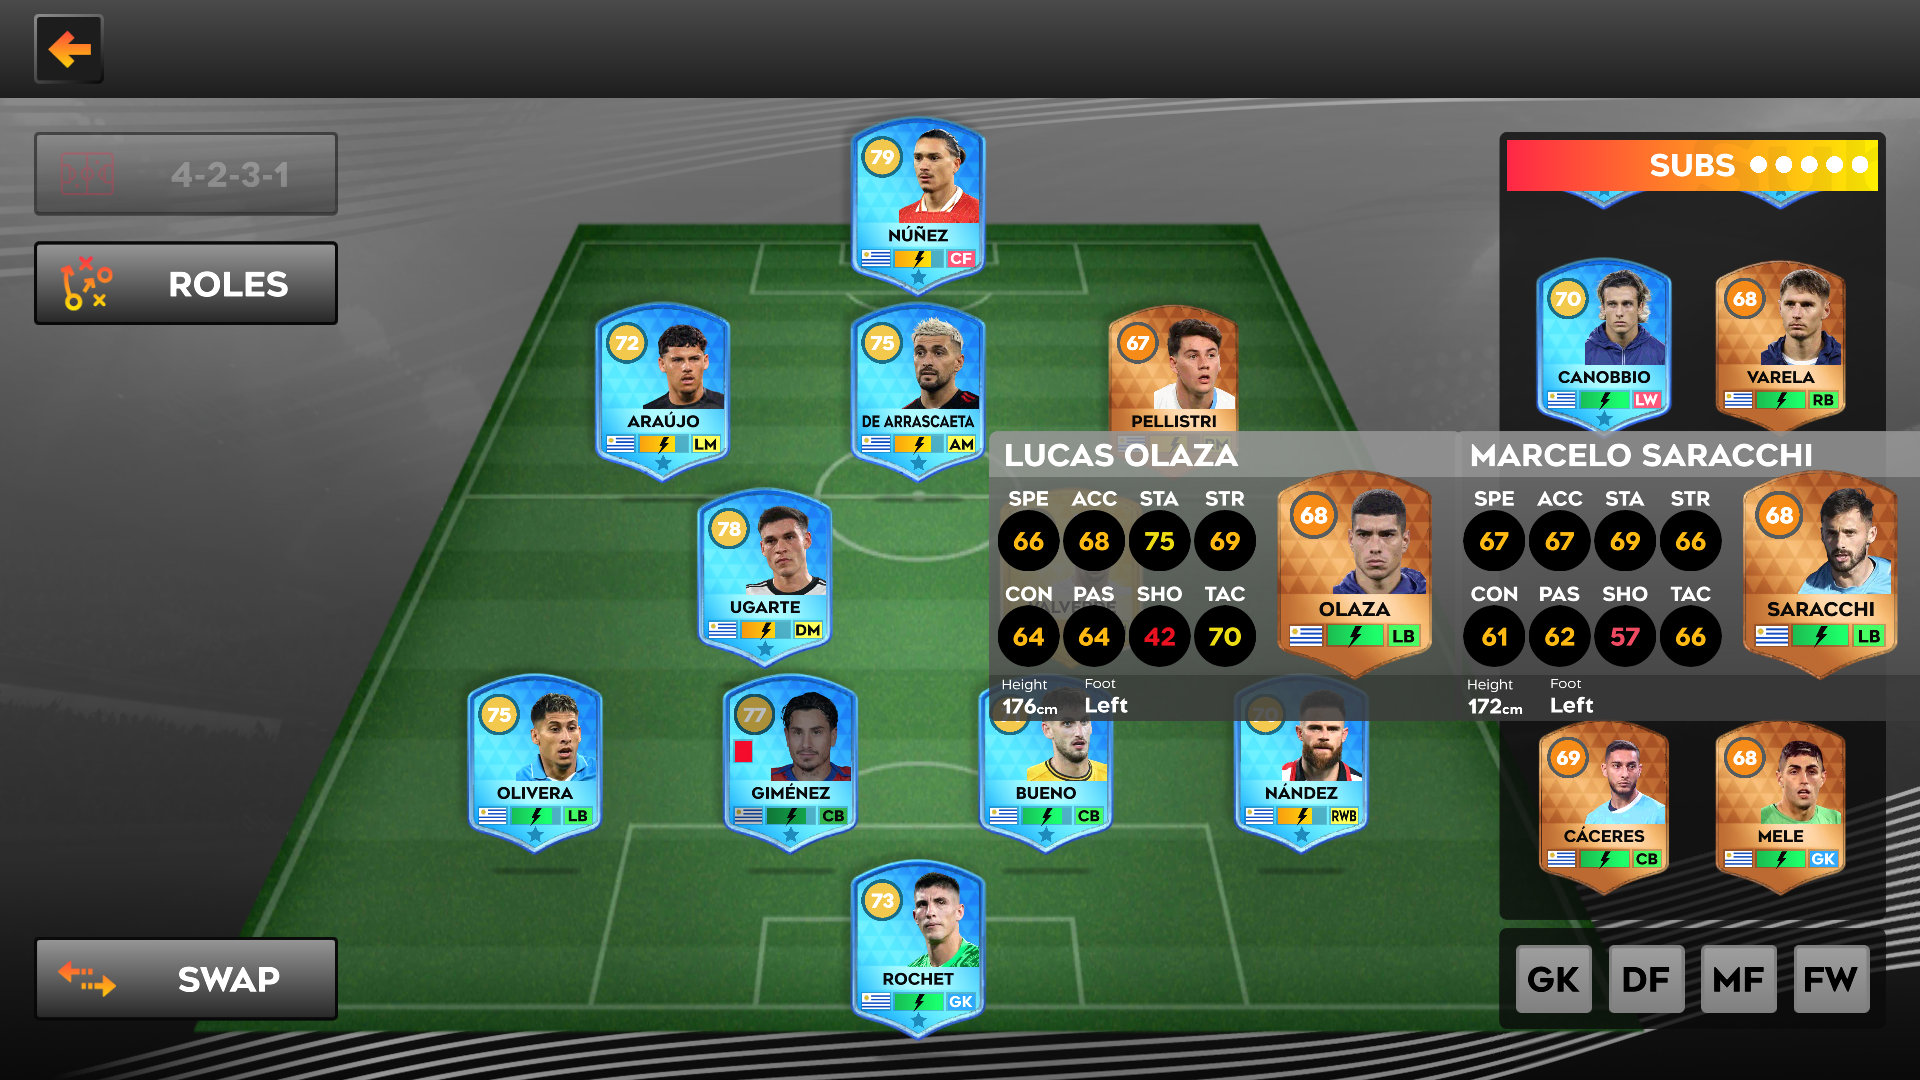 4-2-3-1
ROLES
79
NÚÑEZ
CF
72
ARAÚJO
LM
75
DE ARRASCAETA
AM
67
PELLISTRI
RM
SUBS
70
CANOBBIO
LW
68
VARELA
RB
78
UGARTE
DM
VALVERDE
LUCAS OLAZA
SPE ACC STA STR
66 68 75 69
CON PAS SHO TAC
64 64 42 70
Height Foot
176cm Left
68
OLAZA
LB
MARCELO SARACCHI
SPE ACC STA STR
67 67 69 66
CON PAS SHO TAC
61 62 57 66
Height Foot
172cm Left
68
SARACCHI
LB
75
OLIVERA
LB
77
GIMÉNEZ
CB
BUENO
CB
70
NÁNDEZ
RWB
69
CÁCERES
CB
68
MELE
GK
73
ROCHET
GK
SWAP
GK DF MF FW